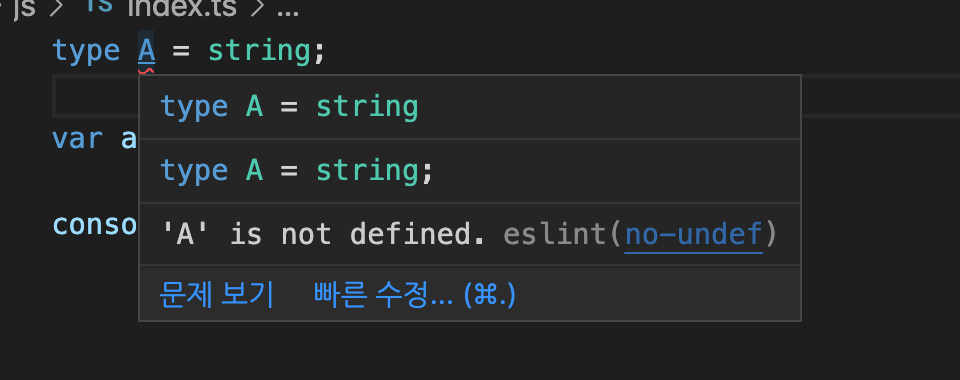 js > TS index.ts > ...
type A = string;
type A = string
var a
type A = string;
conso
'A' is not defined. eslint(no-undef)
문제 보기 빠른 수정... (⌘.)